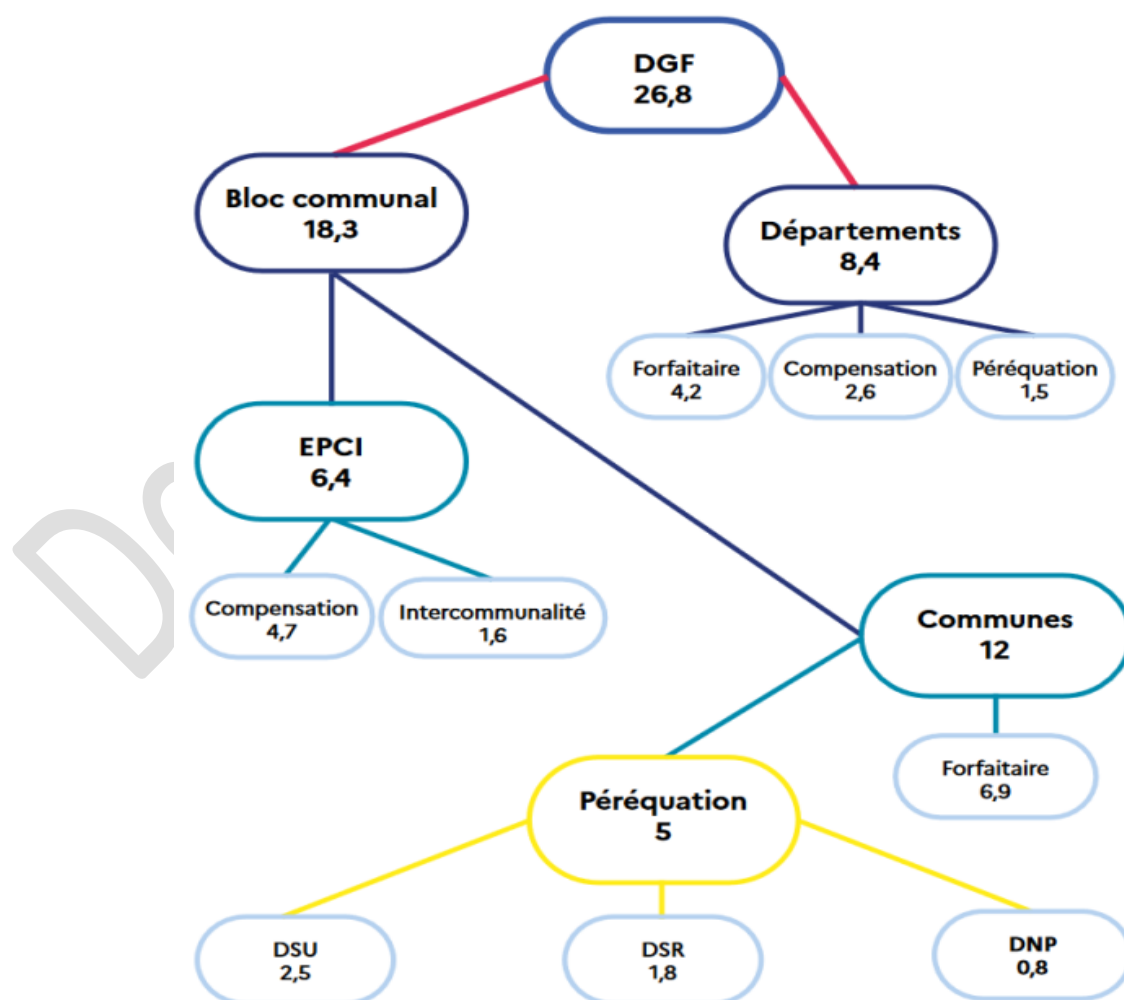 DGF
26,8
Bloc communal
18,3
Départements
8,4
Forfaitaire
4,2
Compensation
2,6
Péréquation
1,5
EPCI
6,4
Compensation
4,7
Intercommunalité
1,6
Communes
12
Forfaitaire
6,9
Péréquation
5
DSU
2,5
DSR
1,8
DNP
0,8